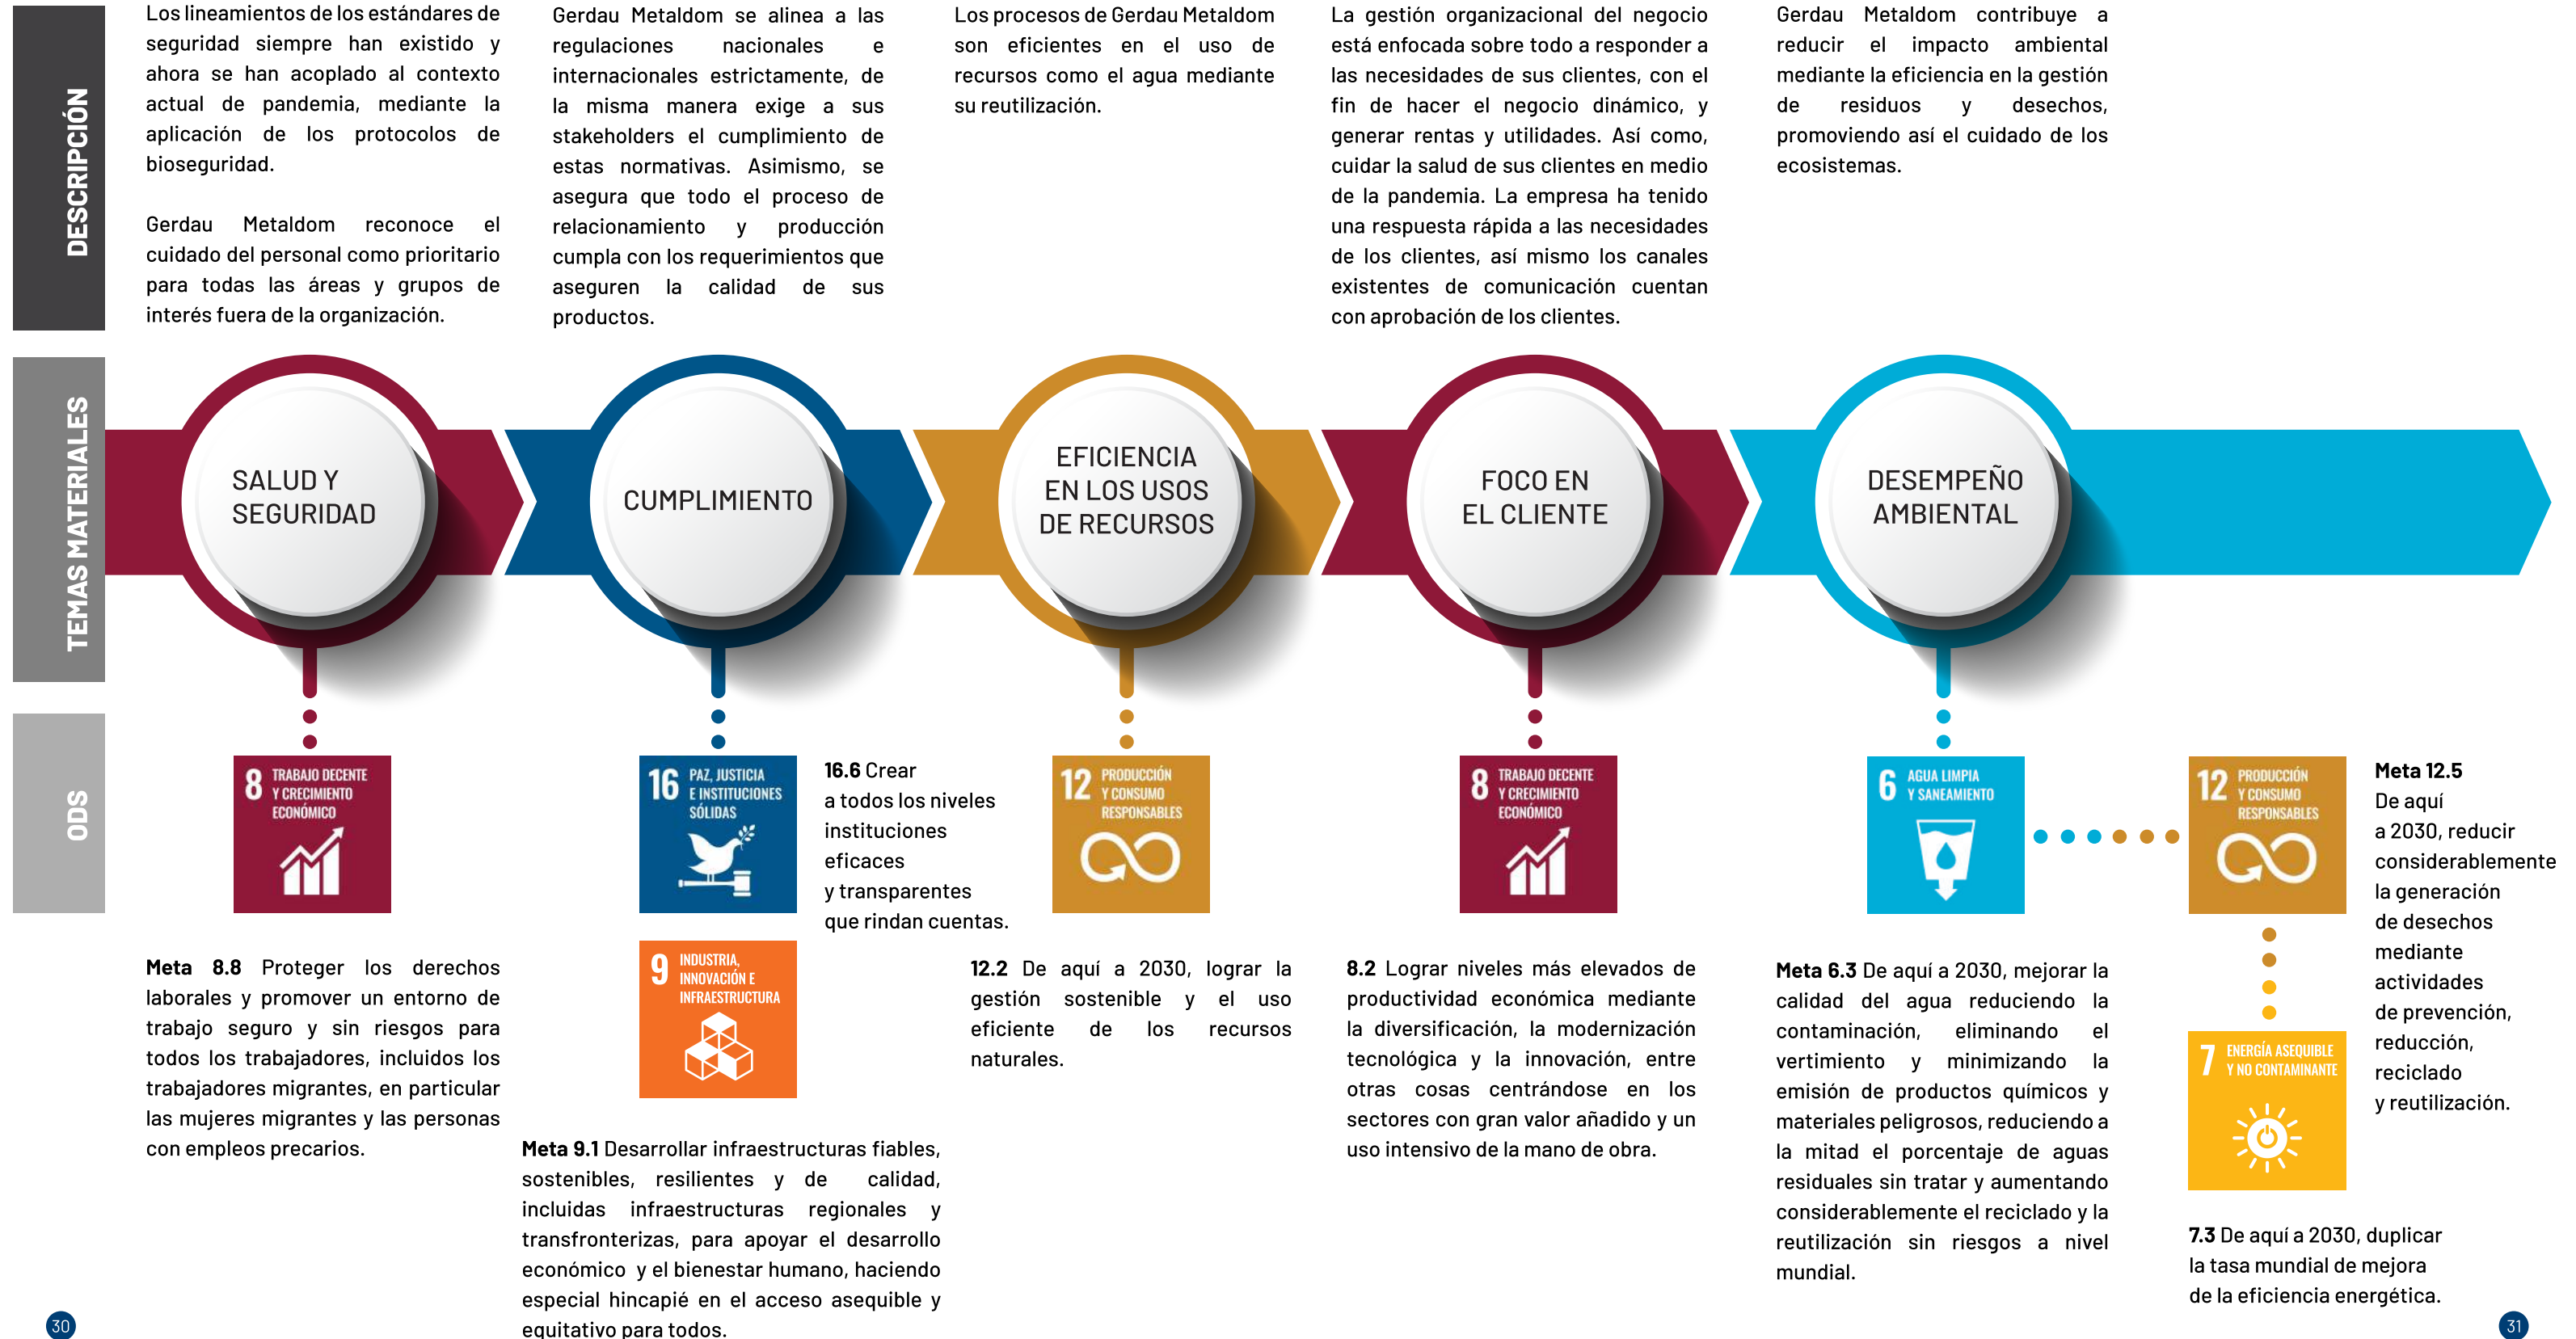 DESCRIPCIÓN
Los lineamientos de los estándares de
seguridad siempre han existido y
ahora se han acoplado al contexto
actual de pandemia, mediante la
aplicación de los protocolos de
bioseguridad.
Gerdau Metaldom reconoce el
cuidado del personal como prioritario
para todas las áreas y grupos de
interés fuera de la organización.
Gerdau Metaldom se alinea a las
regulaciones nacionales e
internacionales estrictamente, de
la misma manera exige a sus
stakeholders el cumplimiento de
estas normativas. Asimismo, se
asegura que todo el proceso de
relacionamiento y producción
cumpla con los requerimientos que
aseguren la calidad de sus
productos.
Los procesos de Gerdau Metaldom
son eficientes en el uso de
recursos como el agua mediante
su reutilización.
La gestión organizacional del negocio
está enfocada sobre todo a responder a
las necesidades de sus clientes, con el
fin de hacer el negocio dinámico, y
generar rentas y utilidades. Así como,
cuidar la salud de sus clientes en medio
de la pandemia. La empresa ha tenido
una respuesta rápida a las necesidades
de los clientes, así mismo los canales
existentes de comunicación cuentan
con aprobación de los clientes.
Gerdau Metaldom contribuye a
reducir el impacto ambiental
mediante la eficiencia en la gestión
de residuos y desechos,
promoviendo así el cuidado de los
ecosistemas.
TEMAS MATERIALES
SALUD Y
SEGURIDAD
CUMPLIMIENTO
EFICIENCIA
EN LOS USOS
DE RECURSOS
FOCO EN
EL CLIENTE
DESEMPEÑO
AMBIENTAL
ODS
8 TRABAJO DECENTE
Y CRECIMIENTO
ECONÓMICO
Meta 8.8 Proteger los derechos
laborales y promover un entorno de
trabajo seguro y sin riesgos para
todos los trabajadores, incluidos los
trabajadores migrantes, en particular
las mujeres migrantes y las personas
con empleos precarios.
16 PAZ, JUSTICIA
E INSTITUCIONES
SÓLIDAS
16.6 Crear
a todos los niveles
instituciones
eficaces
y transparentes
que rindan cuentas.
9 INDUSTRIA,
INNOVACIÓN E
INFRAESTRUCTURA
Meta 9.1 Desarrollar infraestructuras fiables,
sostenibles, resilientes y de calidad,
incluidas infraestructuras regionales y
transfronterizas, para apoyar el desarrollo
económico y el bienestar humano, haciendo
especial hincapié en el acceso asequible y
equitativo para todos.
12 PRODUCCIÓN
Y CONSUMO
RESPONSABLES
12.2 De aquí a 2030, lograr la
gestión sostenible y el uso
eficiente de los recursos
naturales.
8 TRABAJO DECENTE
Y CRECIMIENTO
ECONÓMICO
8.2 Lograr niveles más elevados de
productividad económica mediante
la diversificación, la modernización
tecnológica y la innovación, entre
otras cosas centrándose en los
sectores con gran valor añadido y un
uso intensivo de la mano de obra.
6 AGUA LIMPIA
Y SANEAMIENTO
Meta 6.3 De aquí a 2030, mejorar la
calidad del agua reduciendo la
contaminación, eliminando el
vertimiento y minimizando la
emisión de productos químicos y
materiales peligrosos, reduciendo a
la mitad el porcentaje de aguas
residuales sin tratar y aumentando
considerablemente el reciclado y la
reutilización sin riesgos a nivel
mundial.
12 PRODUCCIÓN
Y CONSUMO
RESPONSABLES
Meta 12.5
De aquí
a 2030, reducir
considerablemente
la generación
de desechos
mediante
actividades
de prevención,
reducción,
reciclado
y reutilización.
7 ENERGÍA ASEQUIBLE
Y NO CONTAMINANTE
7.3 De aquí a 2030, duplicar
la tasa mundial de mejora
de la eficiencia energética.
30
31